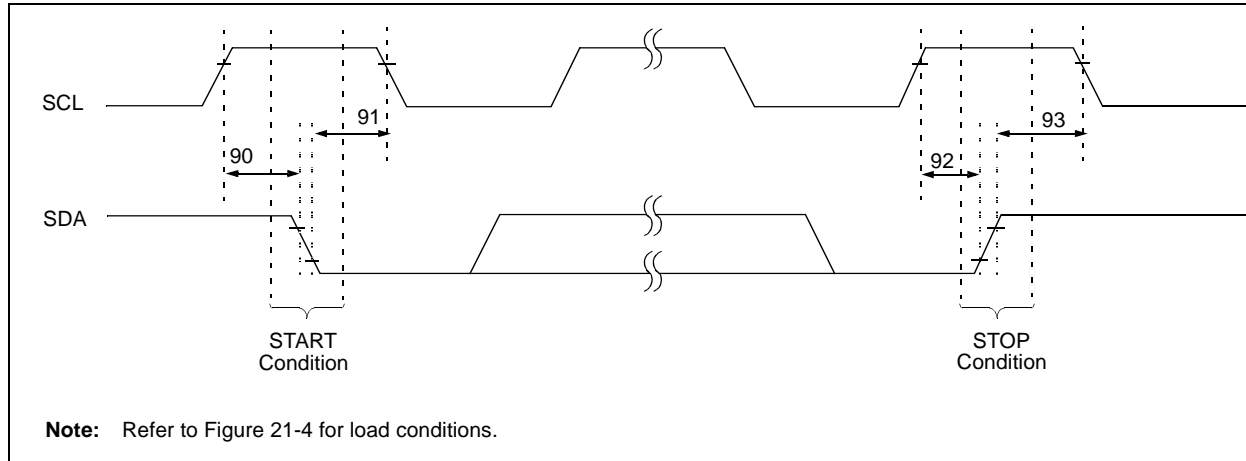 SCL
91
93
90
92
SDA
START
Condition
STOP
Condition
Note: Refer to Figure 21-4 for load conditions.